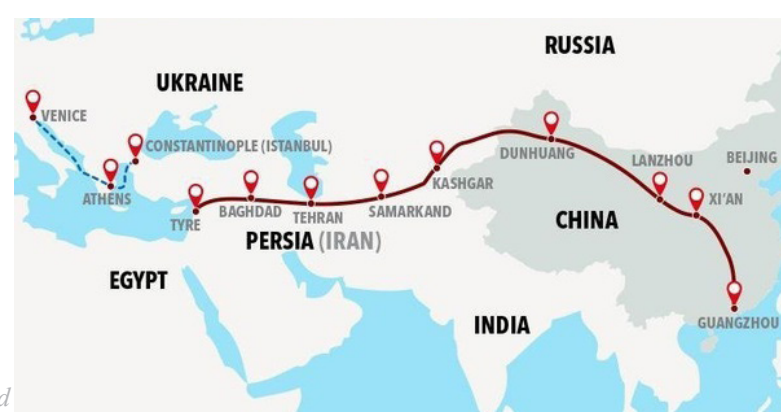 RUSSIA
UKRAINE
VENICE
CONSTANTINOPLE (ISTANBUL)
DUNHUANG
LANZHOU
BEIJING
KASHGAR
ATHENS
TYRE
BAGHDAD
TEHRAN
SAMARKAND
XI'AN
CHINA
PERSIA (IRAN)
EGYPT
INDIA
GUANGZHOU
d